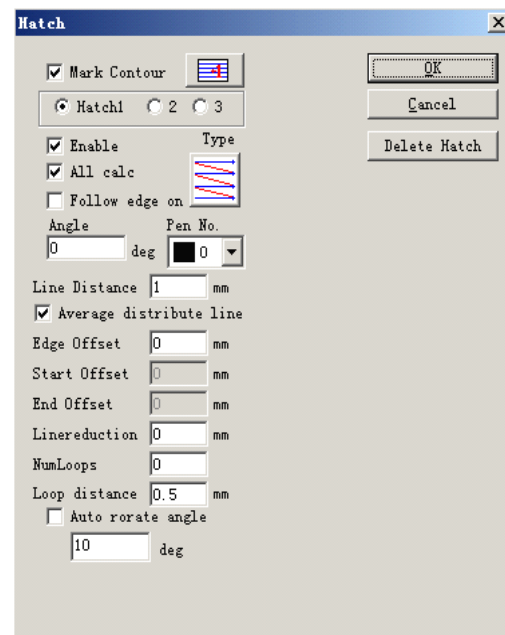 Hatch
Mark Contour
OK
Hatch1 2 3
Cancel
Enable
Type
Delete Hatch
All calc
Follow edge on
Angle
Pen No.
0 deg
0
Line Distance 1 mm
Average distribute line
Edge Offset 0 mm
Start Offset 0 mm
End Offset 0 mm
Linereduction 0 mm
NumLoops 0
Loop distance 0.5 mm
Auto rorate angle
10 deg